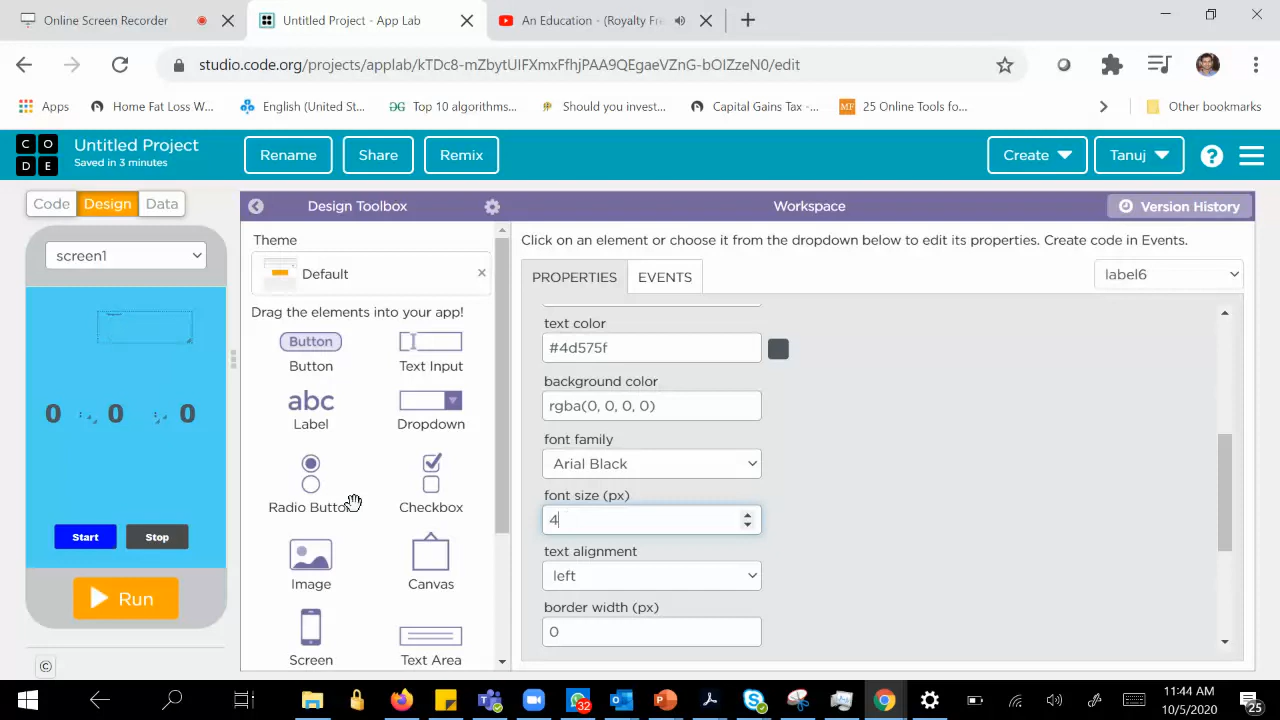 Online Screen Recorder
Untitled Project - App Lab
An Education - (Royalty Fre
studio.code.org/projects/applab/kTDc8-mZbytUIFXmxFfhjPAA9QEgaeVZnG-bOIZzeN0/edit
Apps
Home Fat Loss W...
English (United St...
Top 10 algorithms...
Should you invest...
Capital Gains Tax -...
25 Online Tools fo...
Other bookmarks
C O
D E
Untitled Project
Saved in 3 minutes
Rename
Share
Remix
Create
Tanuj
?
Code
Design
Data
Design Toolbox
Workspace
Version History
Theme
Default
Click on an element or choose it from the dropdown below to edit its properties. Create code in Events.
screen1
PROPERTIES
EVENTS
label6
Drag the elements into your app!
Button
Button
Text Input
abc
Label
Dropdown
Radio Butto
Checkbox
Image
Canvas
Screen
Text Area
0 : 0 : 0
Start
Stop
Run
text color
#4d575f
background color
rgba(0, 0, 0, 0)
font family
Arial Black
font size (px)
4
text alignment
left
border width (px)
0
©
32
11:44 AM
10/5/2020
25